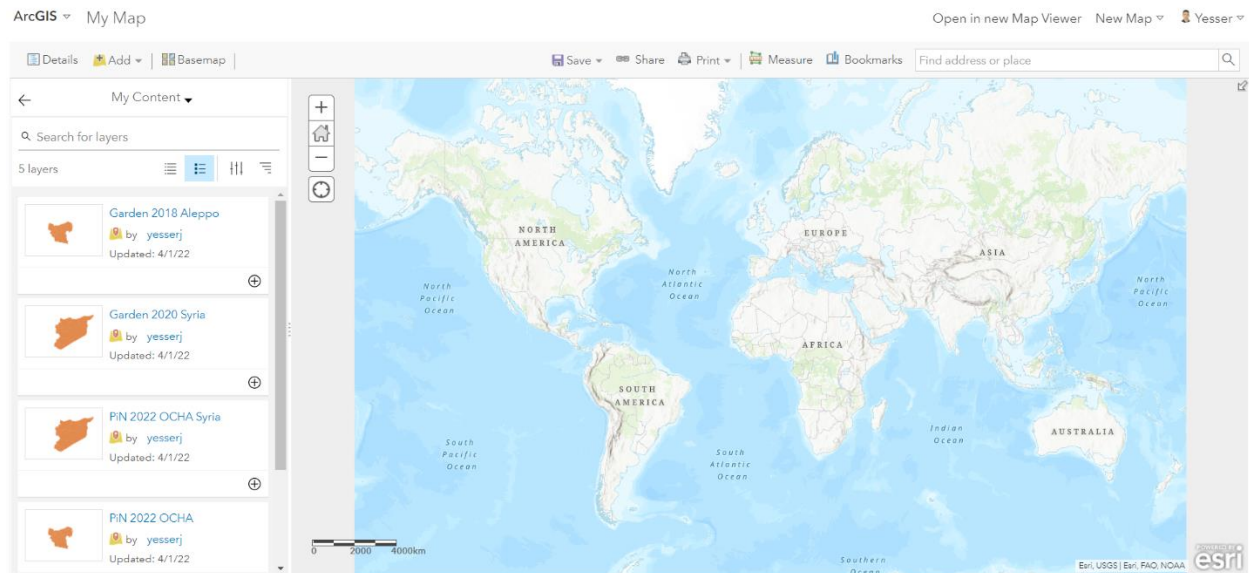 ArcGIS My Map Open in new Map Viewer New Map Yesser
Details Add Basemap Save Share Print Measure Bookmarks Find address or place
My Content
Search for layers
5 layers
Garden 2018 Aleppo
by yesserj
Updated: 4/1/22
Garden 2020 Syria
by yesserj
Updated: 4/1/22
PiN 2022 OCHA Syria
by yesserj
Updated: 4/1/22
PiN 2022 OCHA
by yesserj
Updated: 4/1/22
NORTH
AMERICA
EUROPE
ASIA
North
Atlantic
Ocean
North
Pacific
Ocean
North
Pacific
Ocean
AFRICA
SOUTH
AMERICA
Indian
Ocean
AUSTRALIA
South
Pacific
Ocean
South
Atlantic
Ocean
0 2000 4000km
Southern
Ocean
Esri, USGS | Esri, FAO, NOAA
POWERED BY
esri